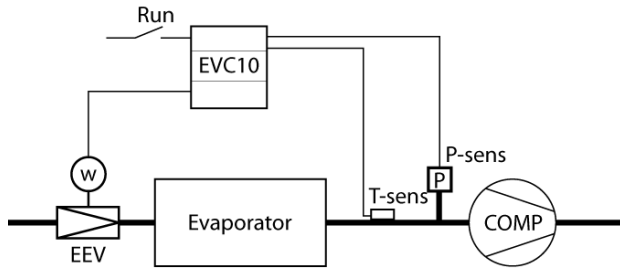 Run
EVC10
w
P-sens
P
T-sens
Evaporator
COMP
EEV